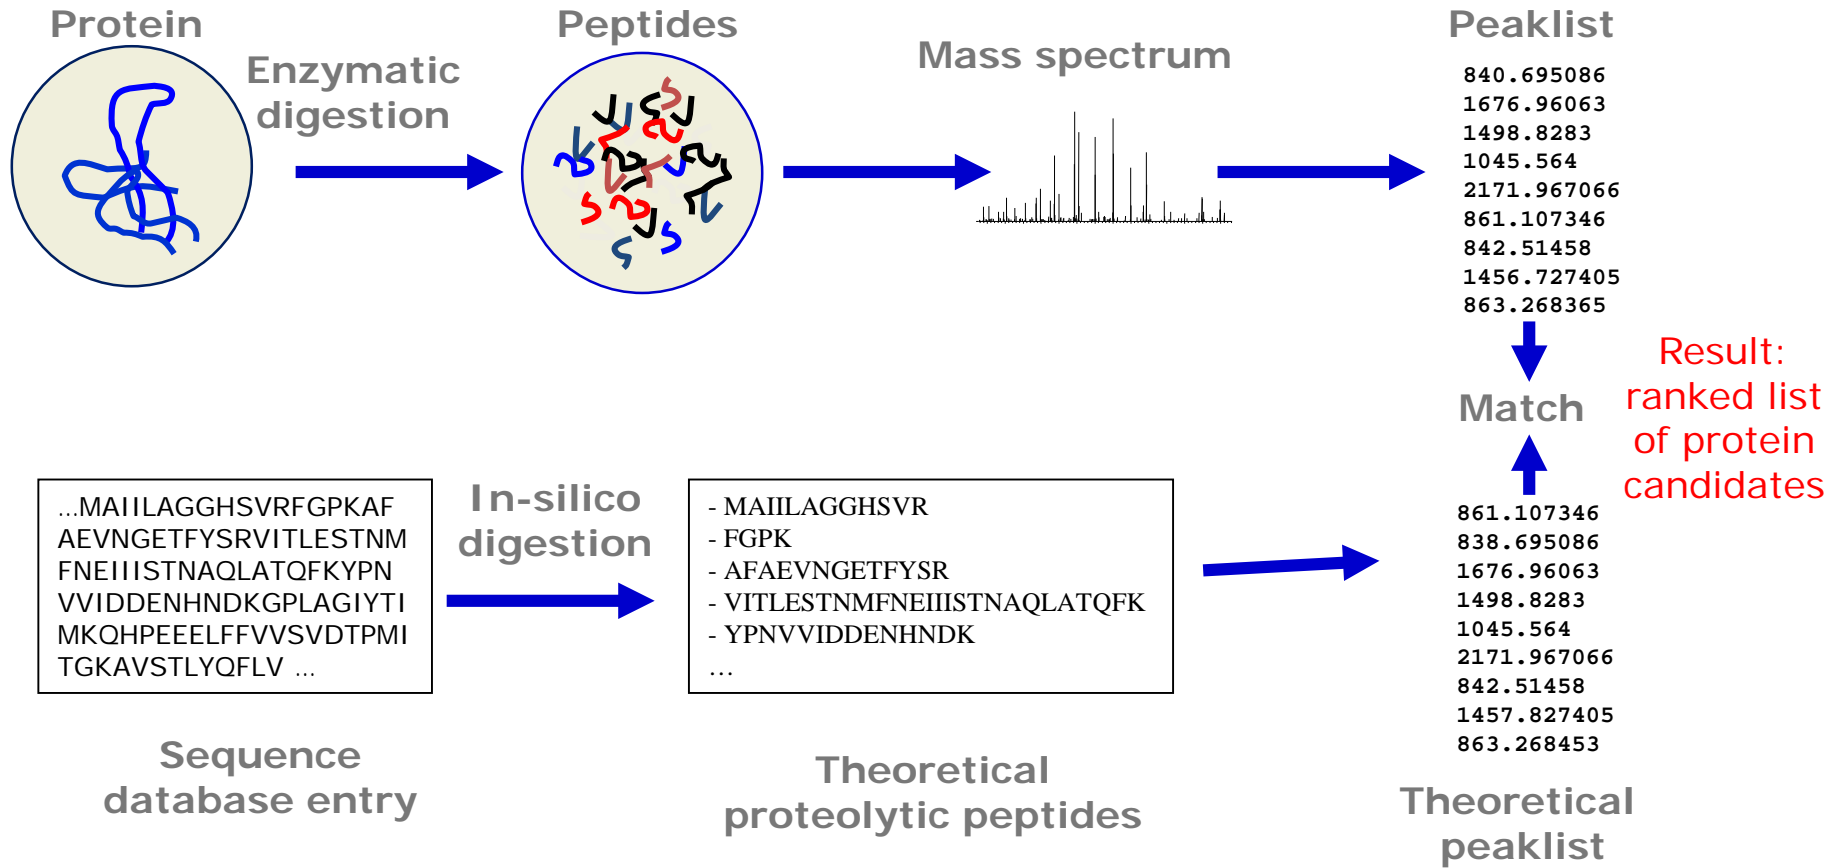 Protein
Enzymatic
digestion
Peptides
Mass spectrum
Peaklist
840.695086
1676.96063
1498.8283
1045.564
2171.967066
861.107346
842.51458
1456.727405
863.268365
Match
Result:
ranked list
of protein
candidates
...MAIILAGGHSVRFGPKAF
AEVNGETFYSRVITLESTNM
FNEIIISTNAQLATQFKYPN
VVIDDENHNDKGPLAGIYTI
MKQHPEEELFFVVSVDTPMI
TGKAVSTLYQFLV ...
Sequence
database entry
In-silico
digestion
- MAIILAGGHSVR
- FGPK
- AFAEVNGETFYSR
- VITLESTNMFNEIIISTNAQLATQFK
- YPNVVIDDENHNDK
...
Theoretical
proteolytic peptides
861.107346
838.695086
1676.96063
1498.8283
1045.564
2171.967066
842.51458
1457.827405
863.268453
Theoretical
peaklist